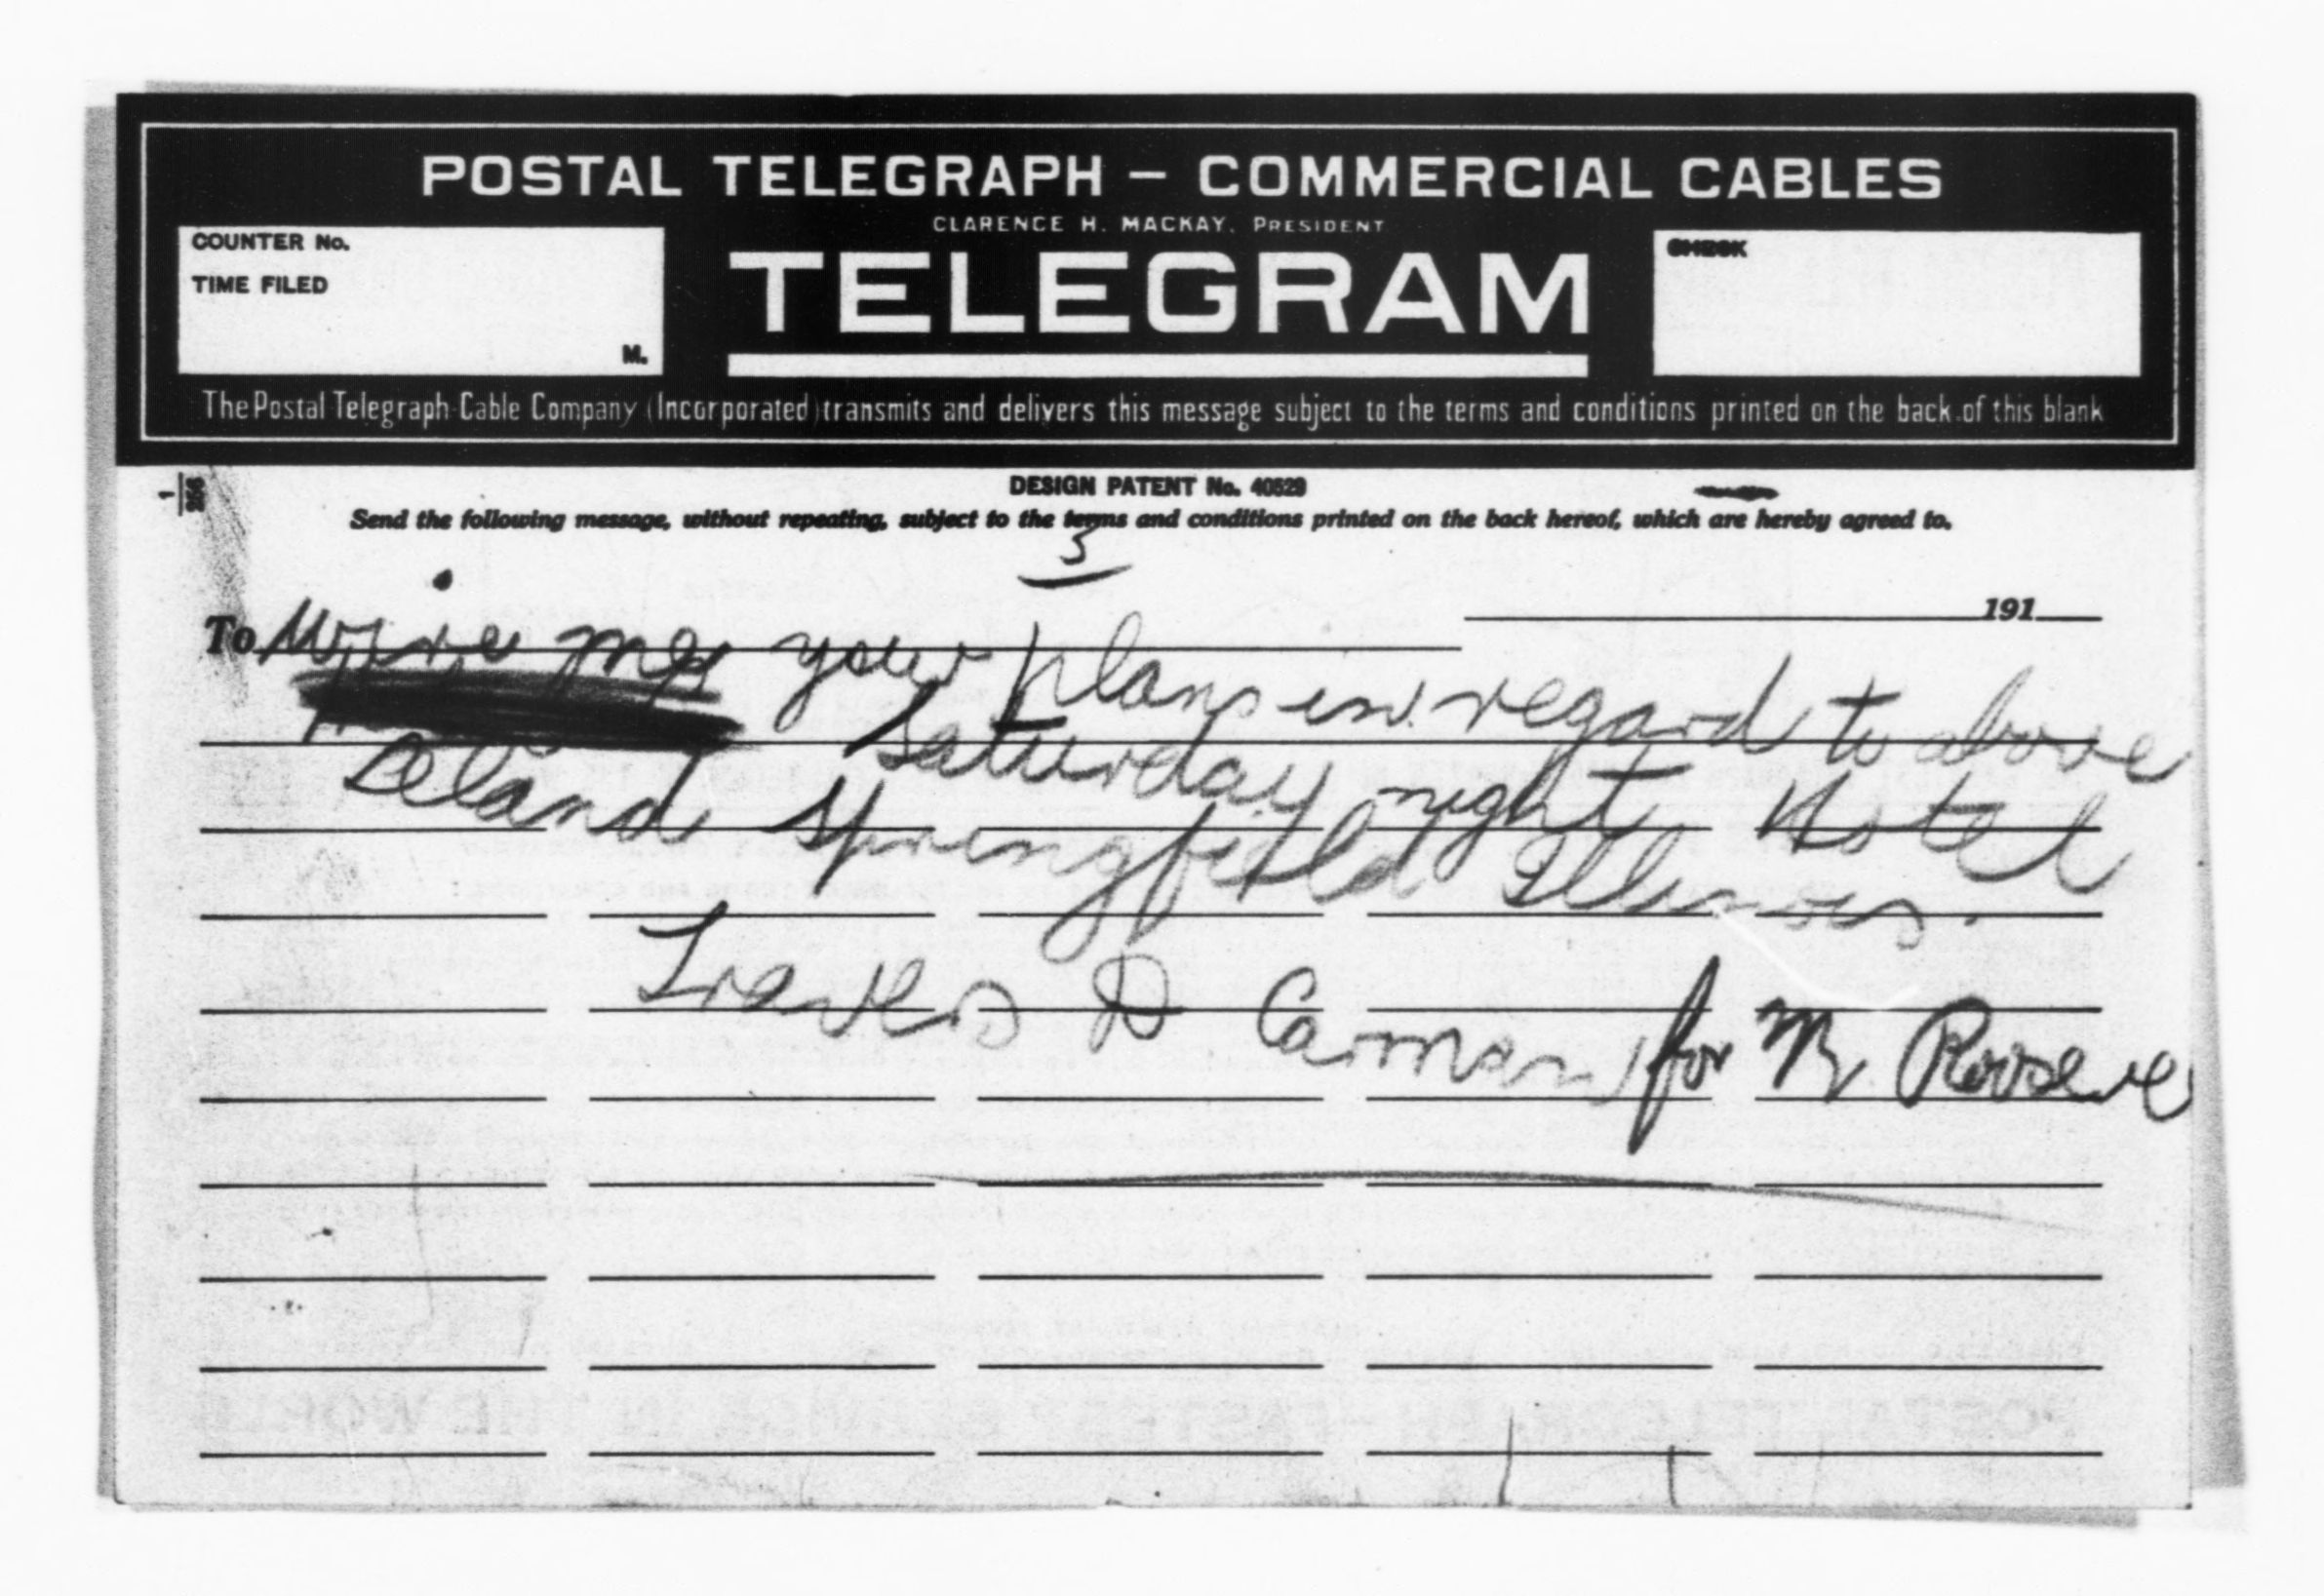 POSTAL TELEGRAPH – COMMERCIAL CABLES
CLARENCE H. MACKAY, PRESIDENT
COUNTER No.
TIME FILED
M.
TELEGRAM
CHECK
The Postal Telegraph-Cable Company (Incorporated) transmits and delivers this message subject to the terms and conditions printed on the back of this blank
DESIGN PATENT No. 40529
Send the following message, without repeating, subject to the terms and conditions printed on the back hereof, which are hereby agreed to.
3
191
To Wire me your plans in regard to above
Saturday night Hotel
Leland Springfield Illinois.
Travers D Carman for Mr Rooseve